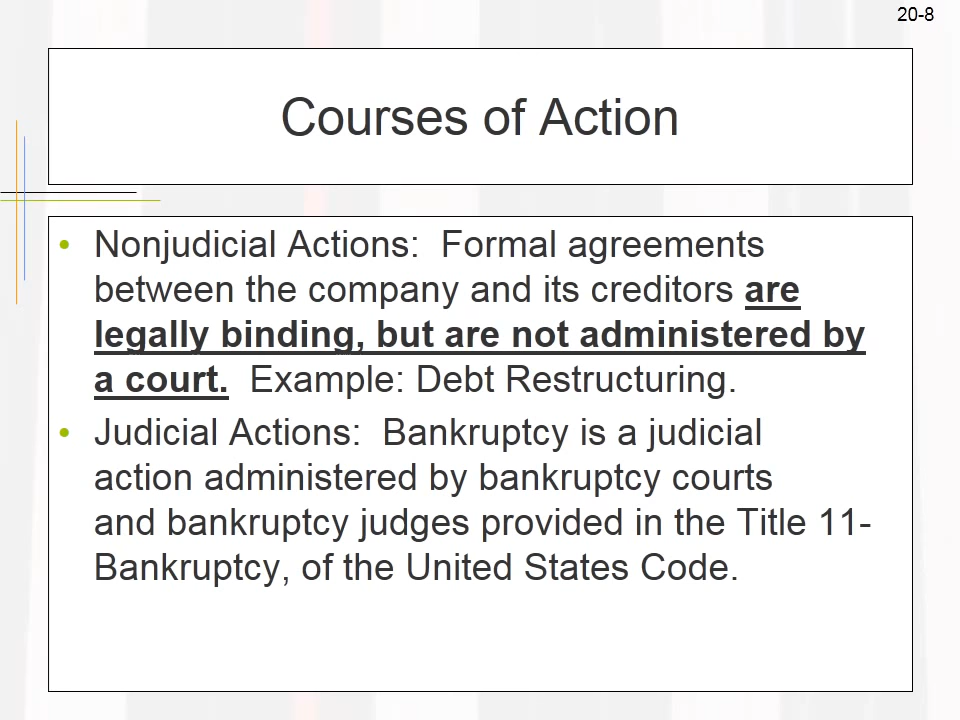 20-8
Courses of Action
• Nonjudicial Actions:  Formal agreements
between the company and its creditors are
legally binding, but are not administered by
a court.  Example: Debt Restructuring.
• Judicial Actions:  Bankruptcy is a judicial
action administered by bankruptcy courts
and bankruptcy judges provided in the Title 11-
Bankruptcy, of the United States Code.